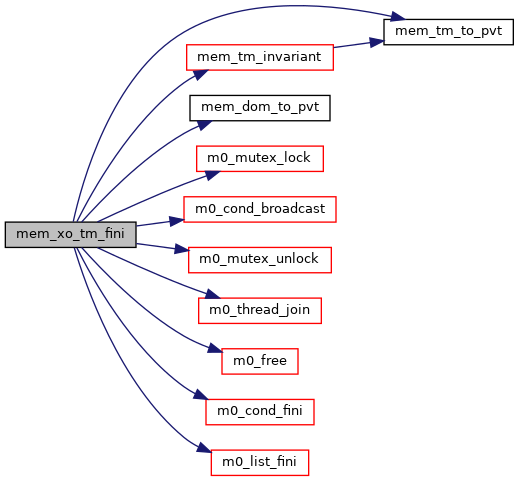 mem_tm_to_pvt
mem_tm_invariant
mem_dom_to_pvt
m0_mutex_lock
m0_cond_broadcast
mem_xo_tm_fini
m0_mutex_unlock
m0_thread_join
m0_free
m0_cond_fini
m0_list_fini